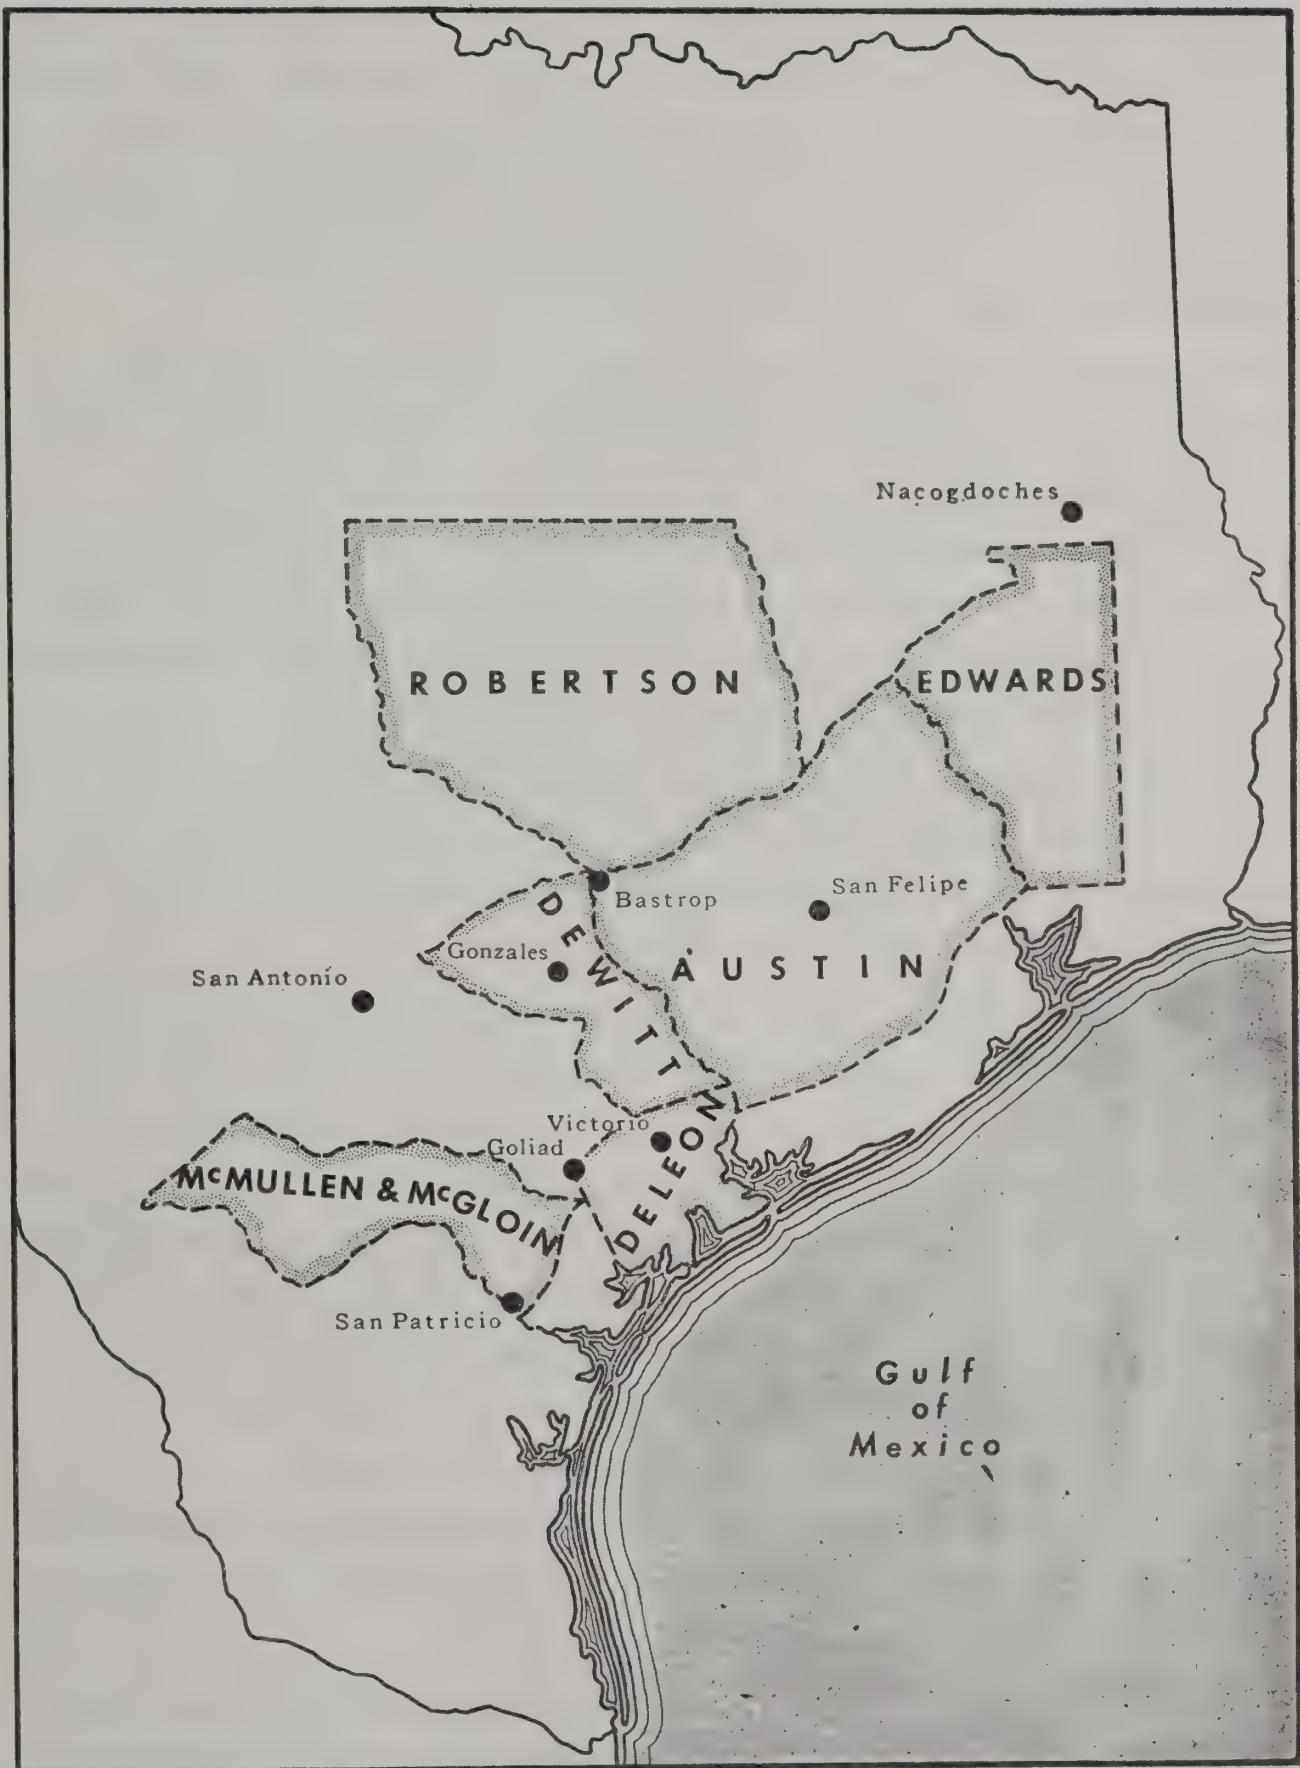 Nacogdoches
ROBERTSON
EDWARDS
San Felipe
Bastrop
DEWITT
Gonzales
AUSTIN
San Antonio
Victorio
Goliad
DELEON
McMULLEN & McGLOIN
San Patricio
Gulf
of
Mexico